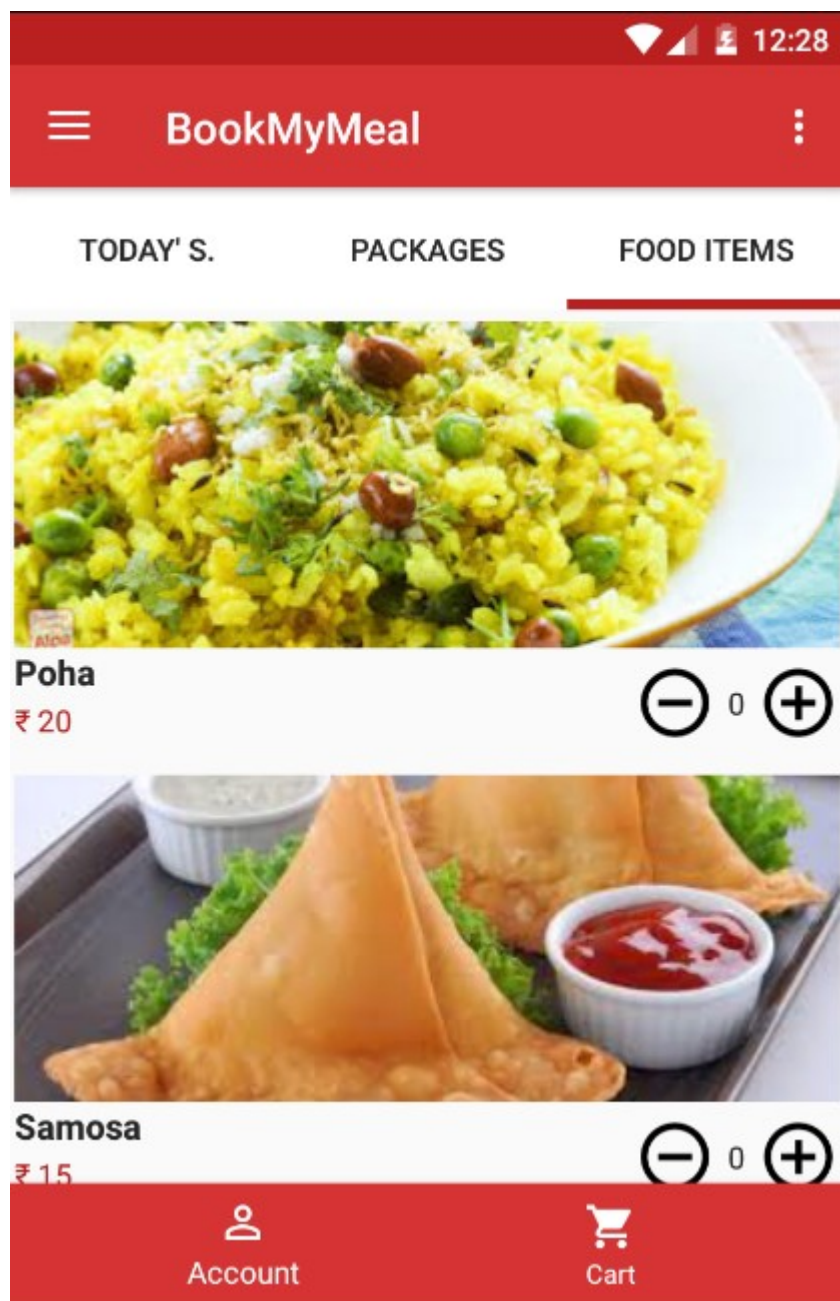 12:28
BookMyMeal
TODAY' S. PACKAGES FOOD ITEMS
Poha
₹ 20
0
Samosa
₹ 15
0
Account Cart